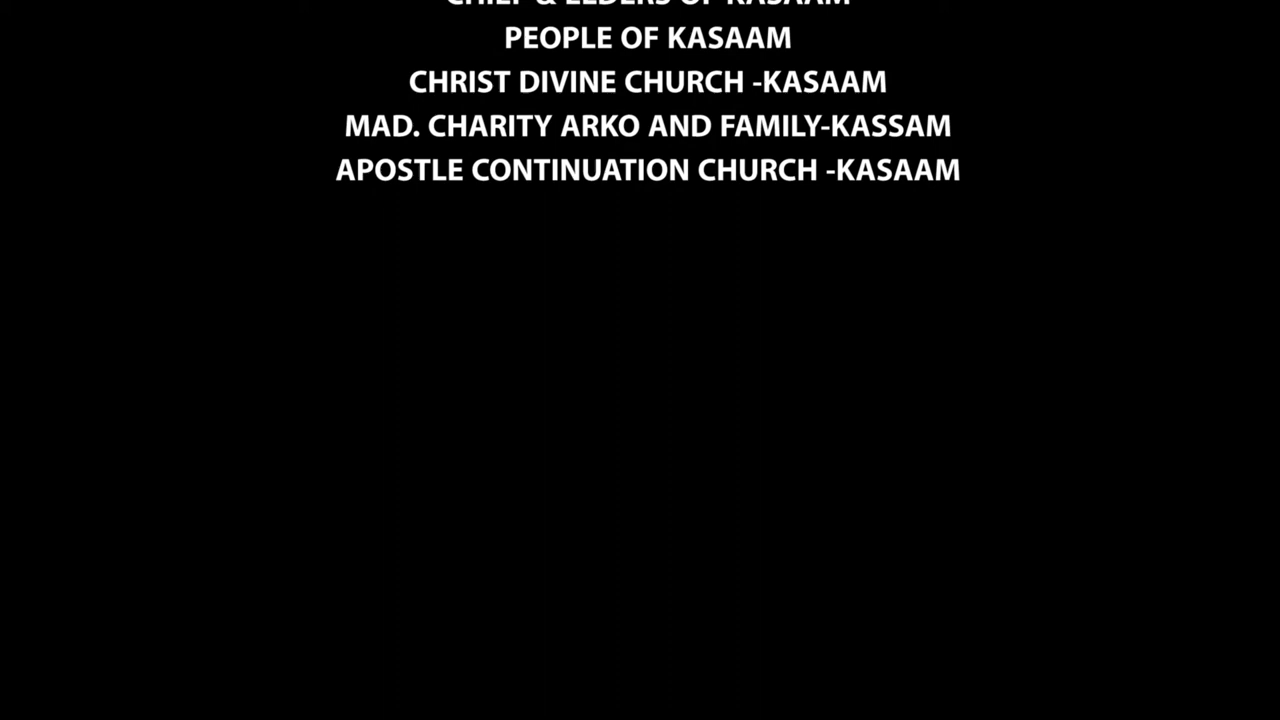 CHIEF & ELDERS OF KASAAM
PEOPLE OF KASAAM
CHRIST DIVINE CHURCH -KASAAM
MAD. CHARITY ARKO AND FAMILY-KASSAM
APOSTLE CONTINUATION CHURCH -KASAAM